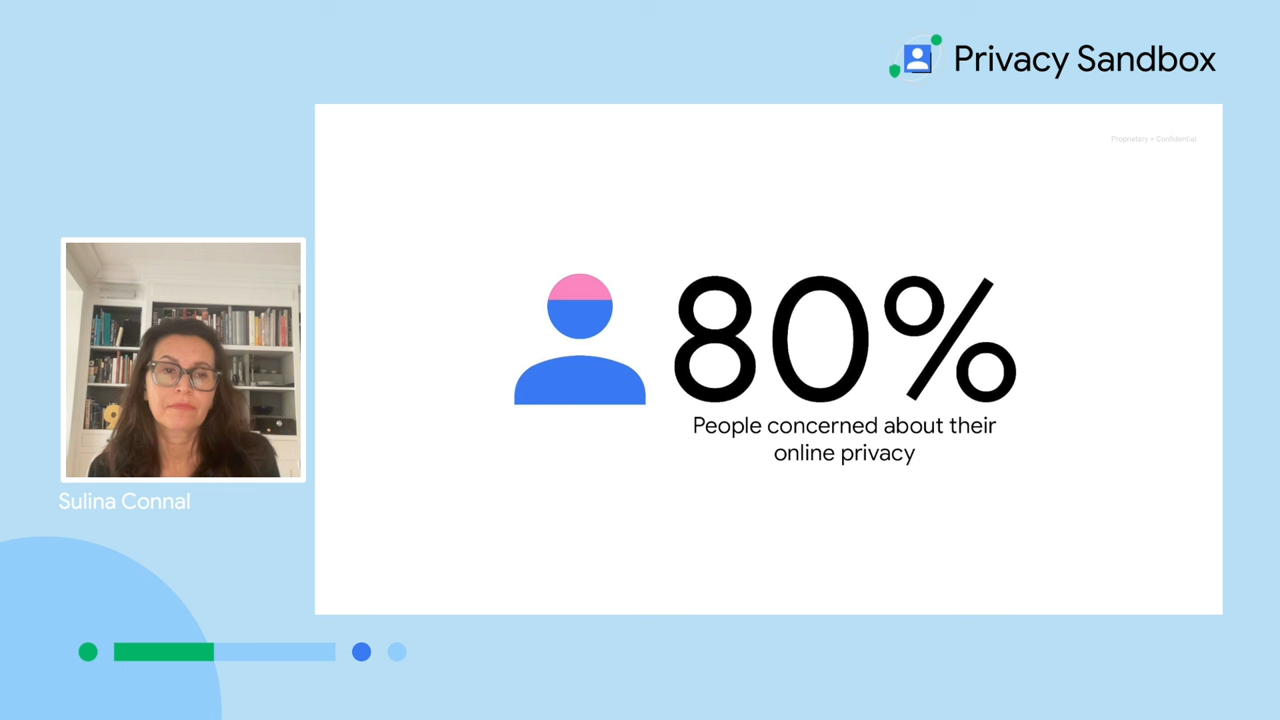 Privacy Sandbox
Proprietary + Confidential
80%
People concerned about their
online privacy
Sulina Connal